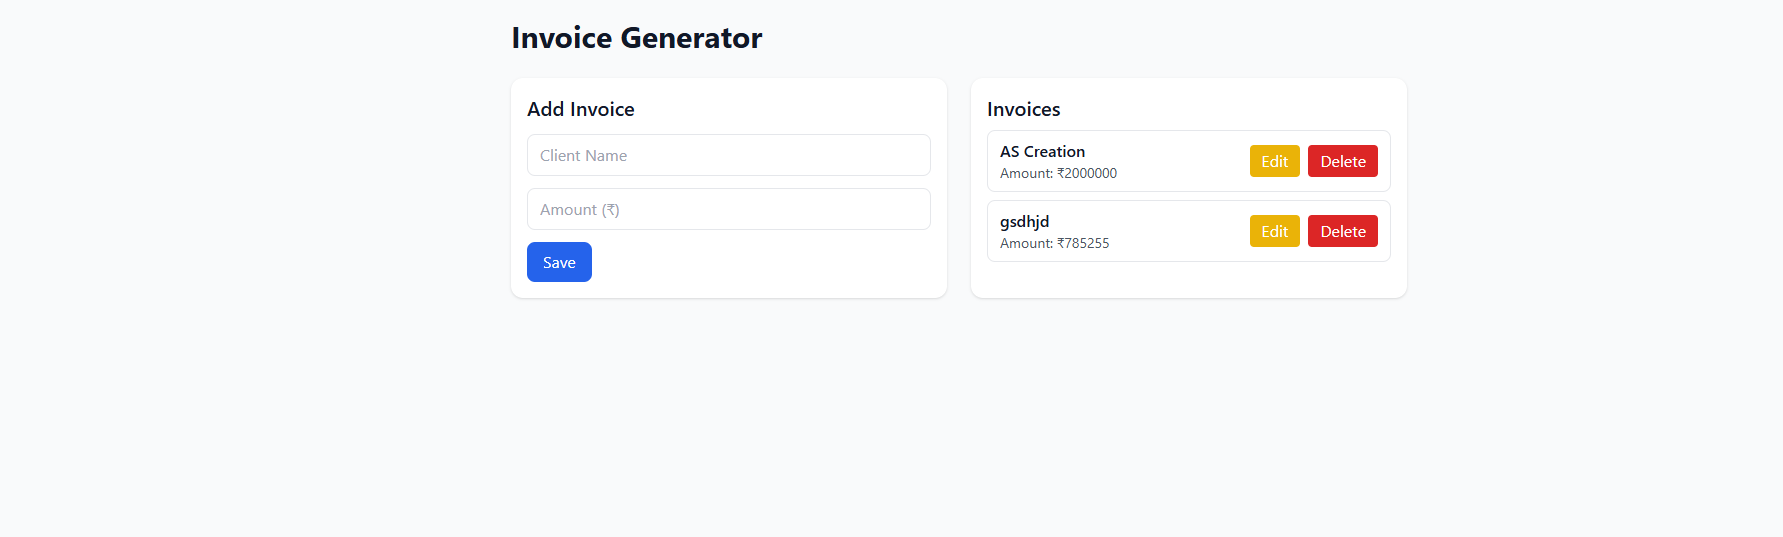 Invoice Generator
Add Invoice
Client Name
Amount (₹)
Save
Invoices
AS Creation
Amount: ₹2000000
Edit
Delete
gsdhjd
Amount: ₹785255
Edit
Delete